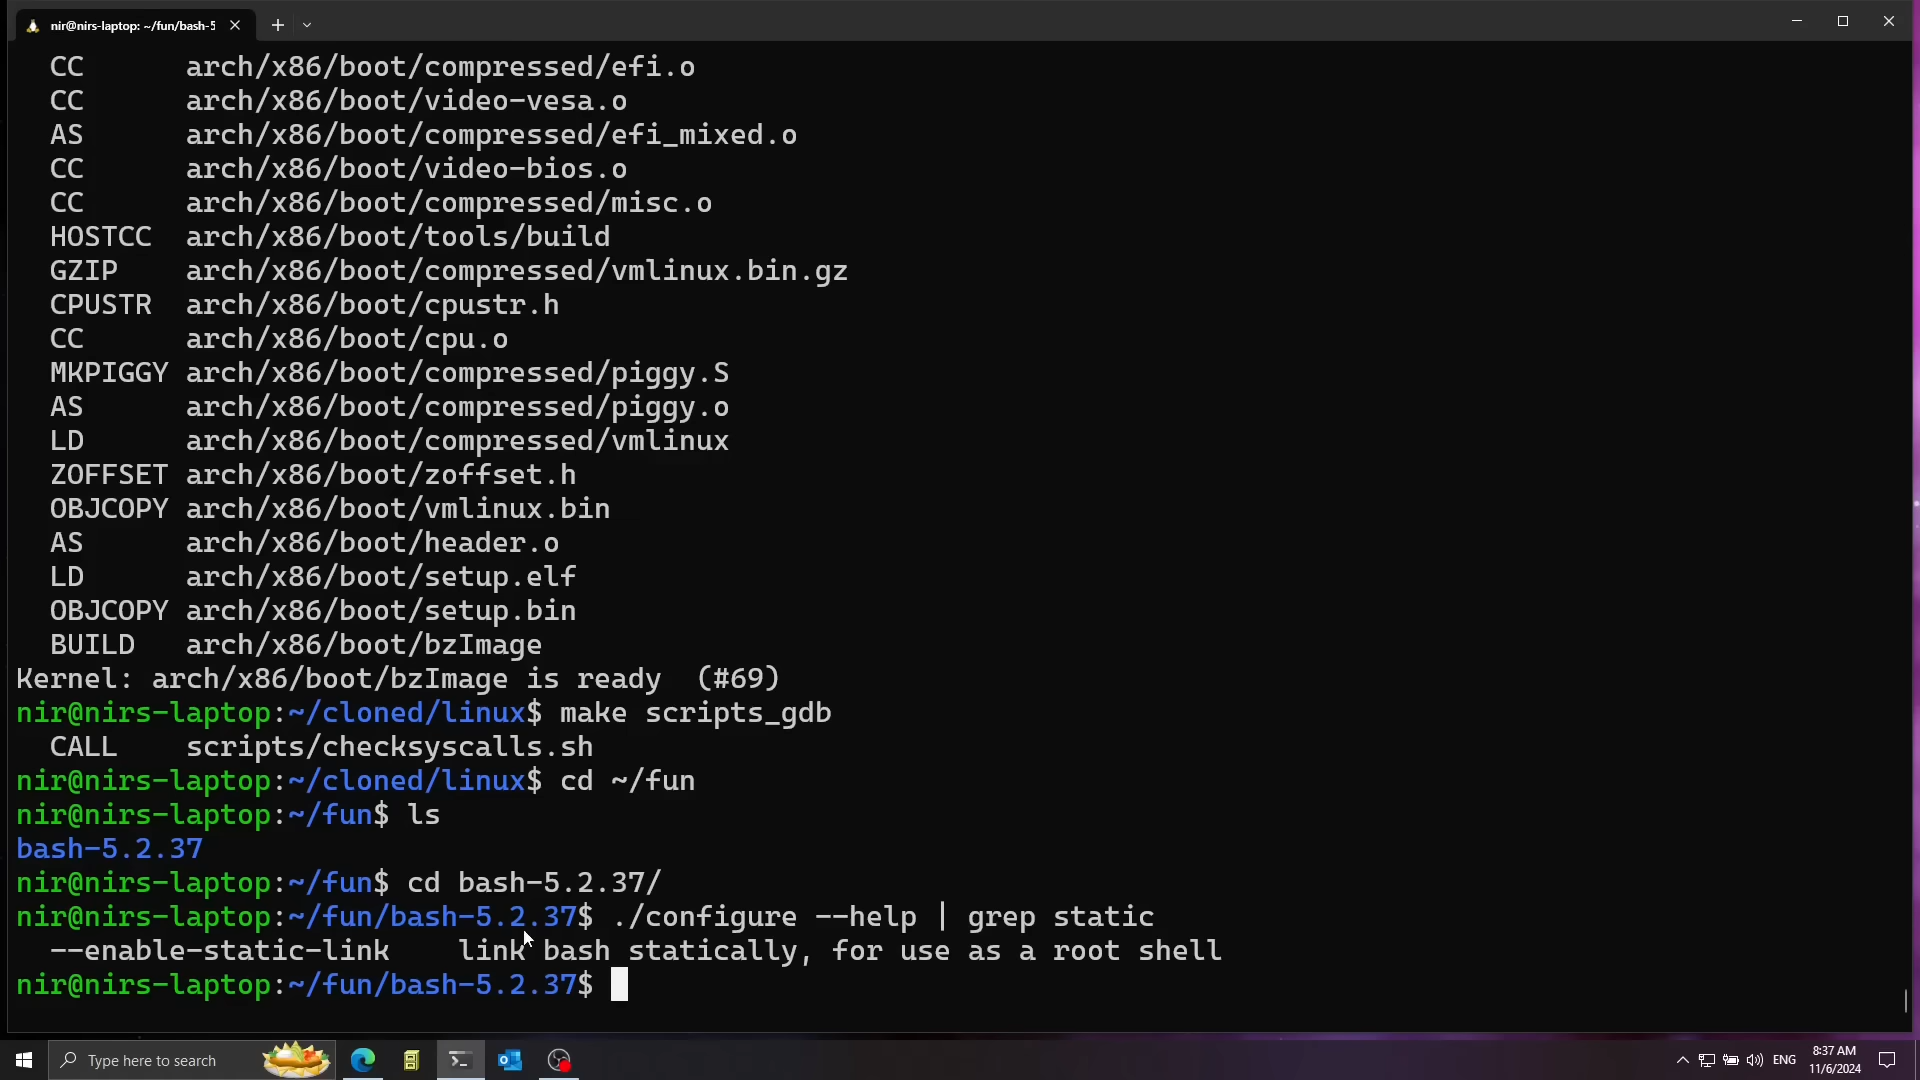 nir@nirs-laptop: ~/fun/bash-5
CC      arch/x86/boot/compressed/efi.o
CC      arch/x86/boot/video-vesa.o
AS      arch/x86/boot/compressed/efi_mixed.o
CC      arch/x86/boot/video-bios.o
CC      arch/x86/boot/compressed/misc.o
HOSTCC  arch/x86/boot/tools/build
GZIP    arch/x86/boot/compressed/vmlinux.bin.gz
CPUSTR  arch/x86/boot/cpustr.h
CC      arch/x86/boot/cpu.o
MKPIGGY arch/x86/boot/compressed/piggy.S
AS      arch/x86/boot/compressed/piggy.o
LD      arch/x86/boot/compressed/vmlinux
ZOFFSET arch/x86/boot/zoffset.h
OBJCOPY arch/x86/boot/vmlinux.bin
AS      arch/x86/boot/header.o
LD      arch/x86/boot/setup.elf
OBJCOPY arch/x86/boot/setup.bin
BUILD   arch/x86/boot/bzImage
Kernel: arch/x86/boot/bzImage is ready  (#69)
nir@nirs-laptop:~/cloned/linux$ make scripts_gdb
CALL    scripts/checksyscalls.sh
nir@nirs-laptop:~/cloned/linux$ cd ~/fun
nir@nirs-laptop:~/fun$ ls
bash-5.2.37
nir@nirs-laptop:~/fun$ cd bash-5.2.37/
nir@nirs-laptop:~/fun/bash-5.2.37$ ./configure --help | grep static
--enable-static-link    link bash statically, for use as a root shell
nir@nirs-laptop:~/fun/bash-5.2.37$
Type here to search
ENG
8:37 AM
11/6/2024